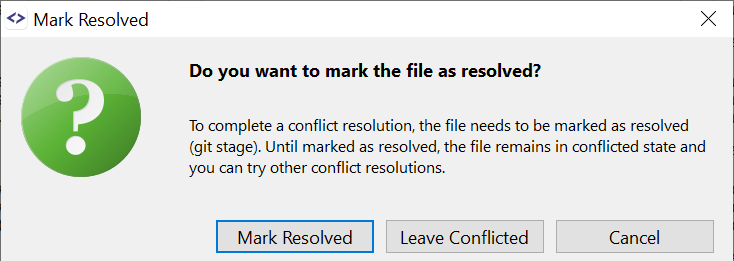 Mark Resolved
Do you want to mark the file as resolved?
To complete a conflict resolution, the file needs to be marked as resolved
(git stage). Until marked as resolved, the file remains in conflicted state and
you can try other conflict resolutions.
Mark Resolved
Leave Conflicted
Cancel